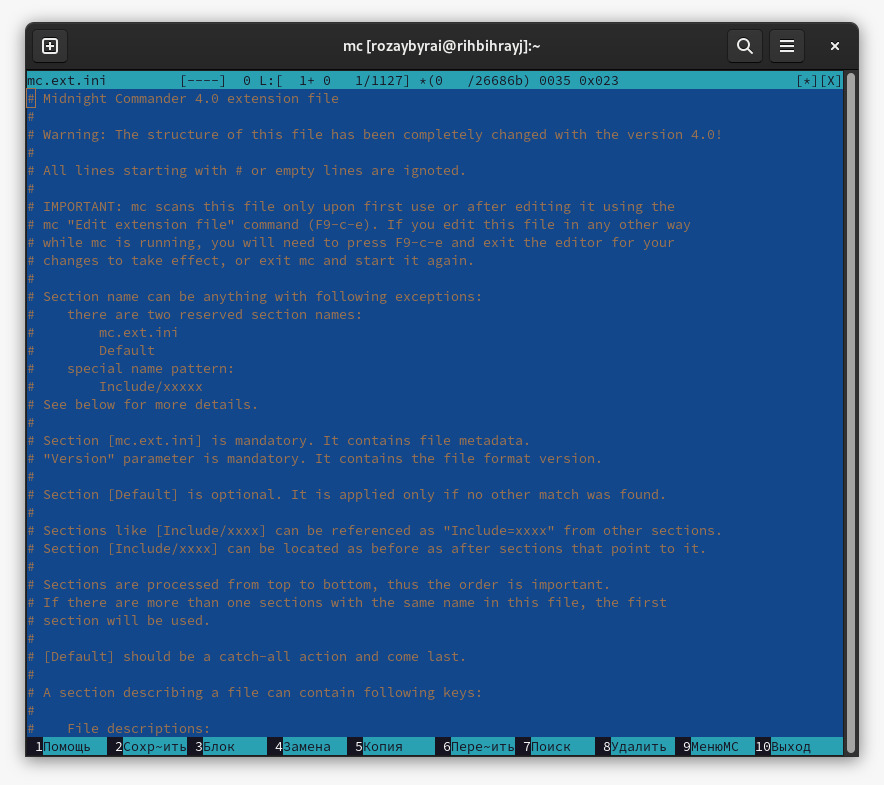 mc [rozaybyrai@rihbihrayj]:~
mc.ext.ini [----] 0 L:[ 1+ 0 1/1127] *(0 /26686b) 0035 0x023 [*][X]
# Midnight Commander 4.0 extension file
#
# Warning: The structure of this file has been completely changed with the version 4.0!
#
# All lines starting with # or empty lines are ignoted.
#
# IMPORTANT: mc scans this file only upon first use or after editing it using the
# mc "Edit extension file" command (F9-c-e). If you edit this file in any other way
# while mc is running, you will need to press F9-c-e and exit the editor for your
# changes to take effect, or exit mc and start it again.
#
# Section name can be anything with following exceptions:
# there are two reserved section names:
# mc.ext.ini
# Default
# special name pattern:
# Include/xxxxx
# See below for more details.
#
# Section [mc.ext.ini] is mandatory. It contains file metadata.
# "Version" parameter is mandatory. It contains the file format version.
#
# Section [Default] is optional. It is applied only if no other match was found.
#
# Sections like [Include/xxxx] can be referenced as "Include=xxxx" from other sections.
# Section [Include/xxxx] can be located as before as after sections that point to it.
#
# Sections are processed from top to bottom, thus the order is important.
# If there are more than one sections with the same name in this file, the first
# section will be used.
#
# [Default] should be a catch-all action and come last.
#
# A section describing a file can contain following keys:
#
# File descriptions:
1Помощь 2Сохр~ить 3Блок 4Замена 5Копия 6Пере~ить 7Поиск 8Удалить 9МенюMC 10Выход